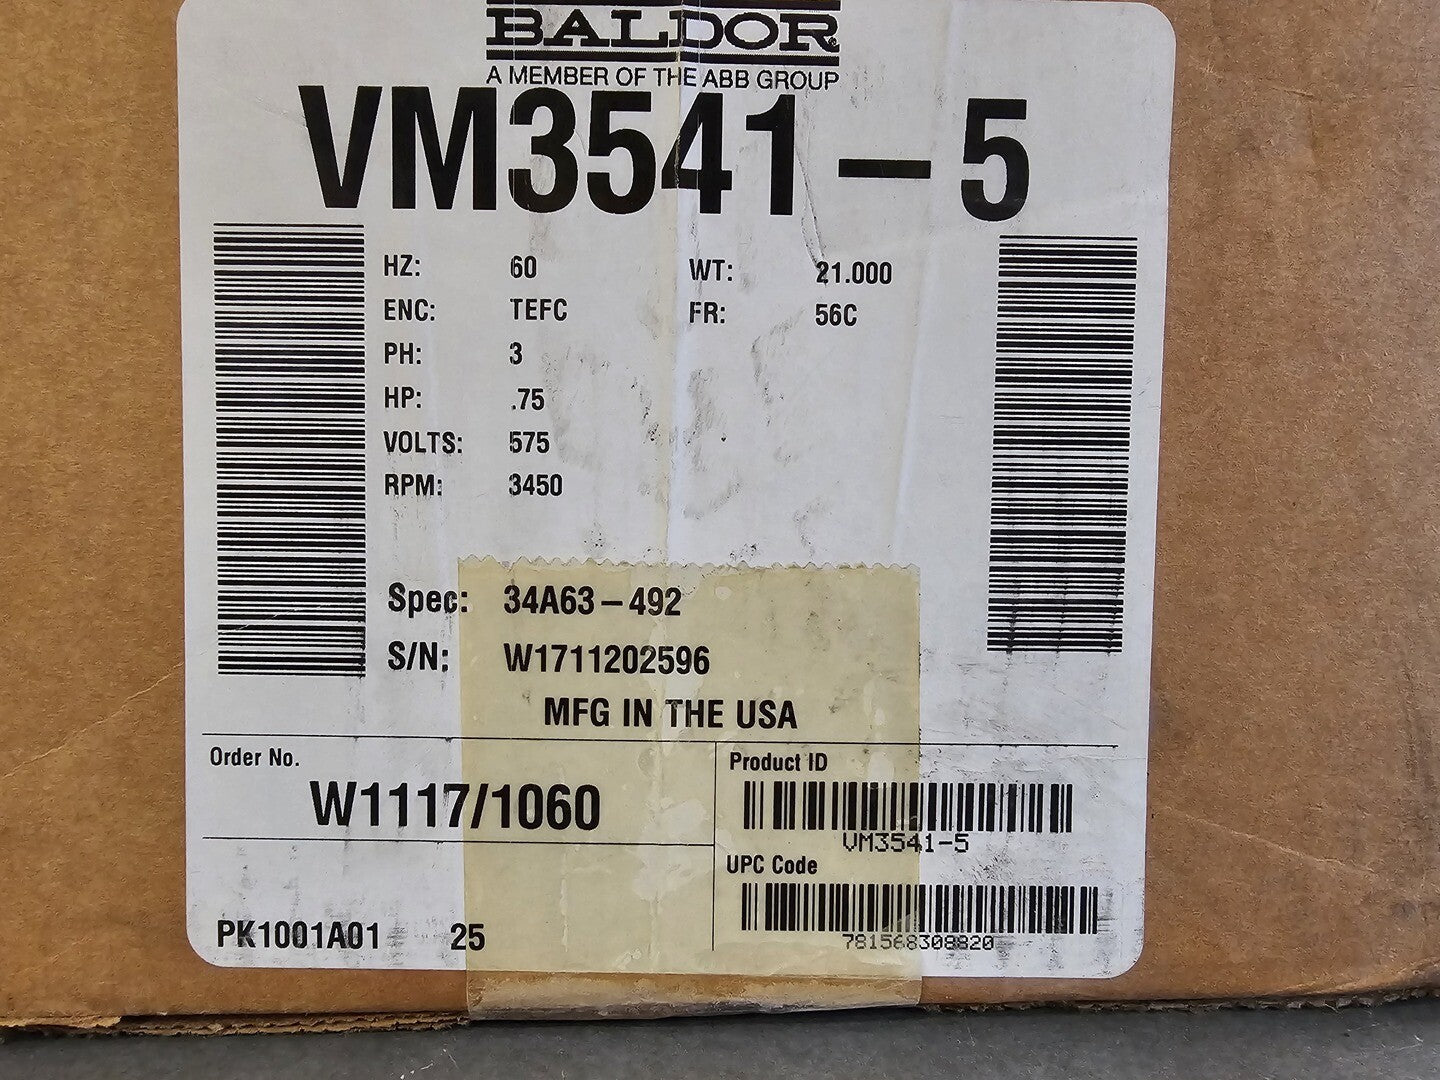 BALDOR
A MEMBER OF THE ABB GROUP
VM3541-5
HZ: 60 WT: 21.000
ENC: TEFC FR: 56C
PH: 3
HP: .75
VOLTS: 575
RPM: 3450
Spec: 34A63-492
S/N: W1711202596
MFG IN THE USA
Order No. Product ID
W1117/1060
VM3541-5
UPC Code
PK1001A01 25
781568308820